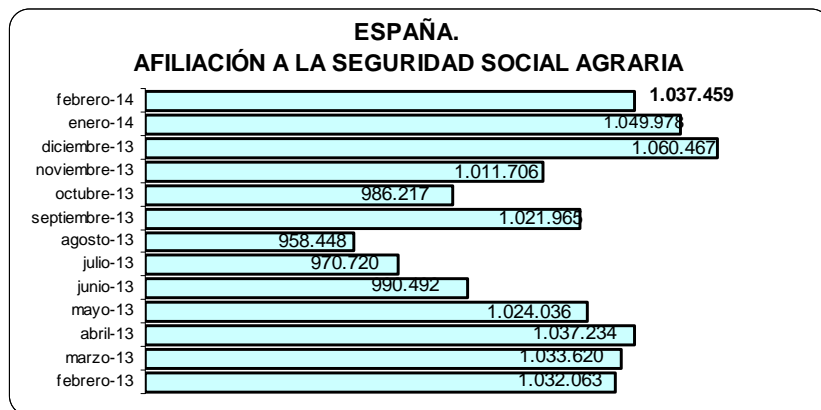 ESPAÑA.
AFILIACIÓN A LA SEGURIDAD SOCIAL AGRARIA
febrero-14 1.037.459
enero-14 1.049.978
diciembre-13 1.060.467
noviembre-13 1.011.706
octubre-13 986.217
septiembre-13 1.021.965
agosto-13 958.448
julio-13 970.720
junio-13 990.492
mayo-13 1.024.036
abril-13 1.037.234
marzo-13 1.033.620
febrero-13 1.032.063